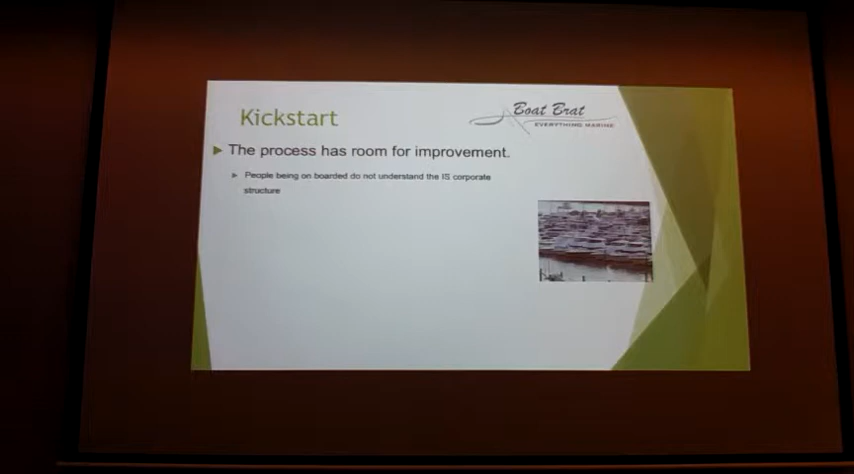 Kickstart
Boat Brat
EVERYTHING MARINE
The process has room for improvement.
People being on boarded do not understand the IS corporate
structure